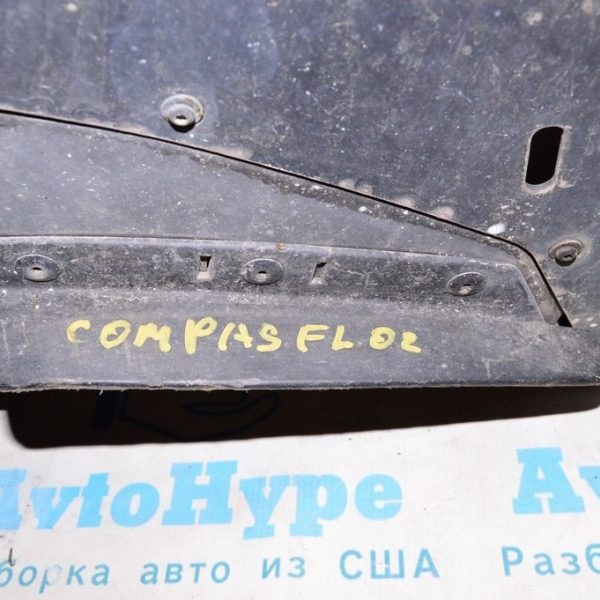 COMPAS FL 02
AvtoHype Av
борка авто из США Разб